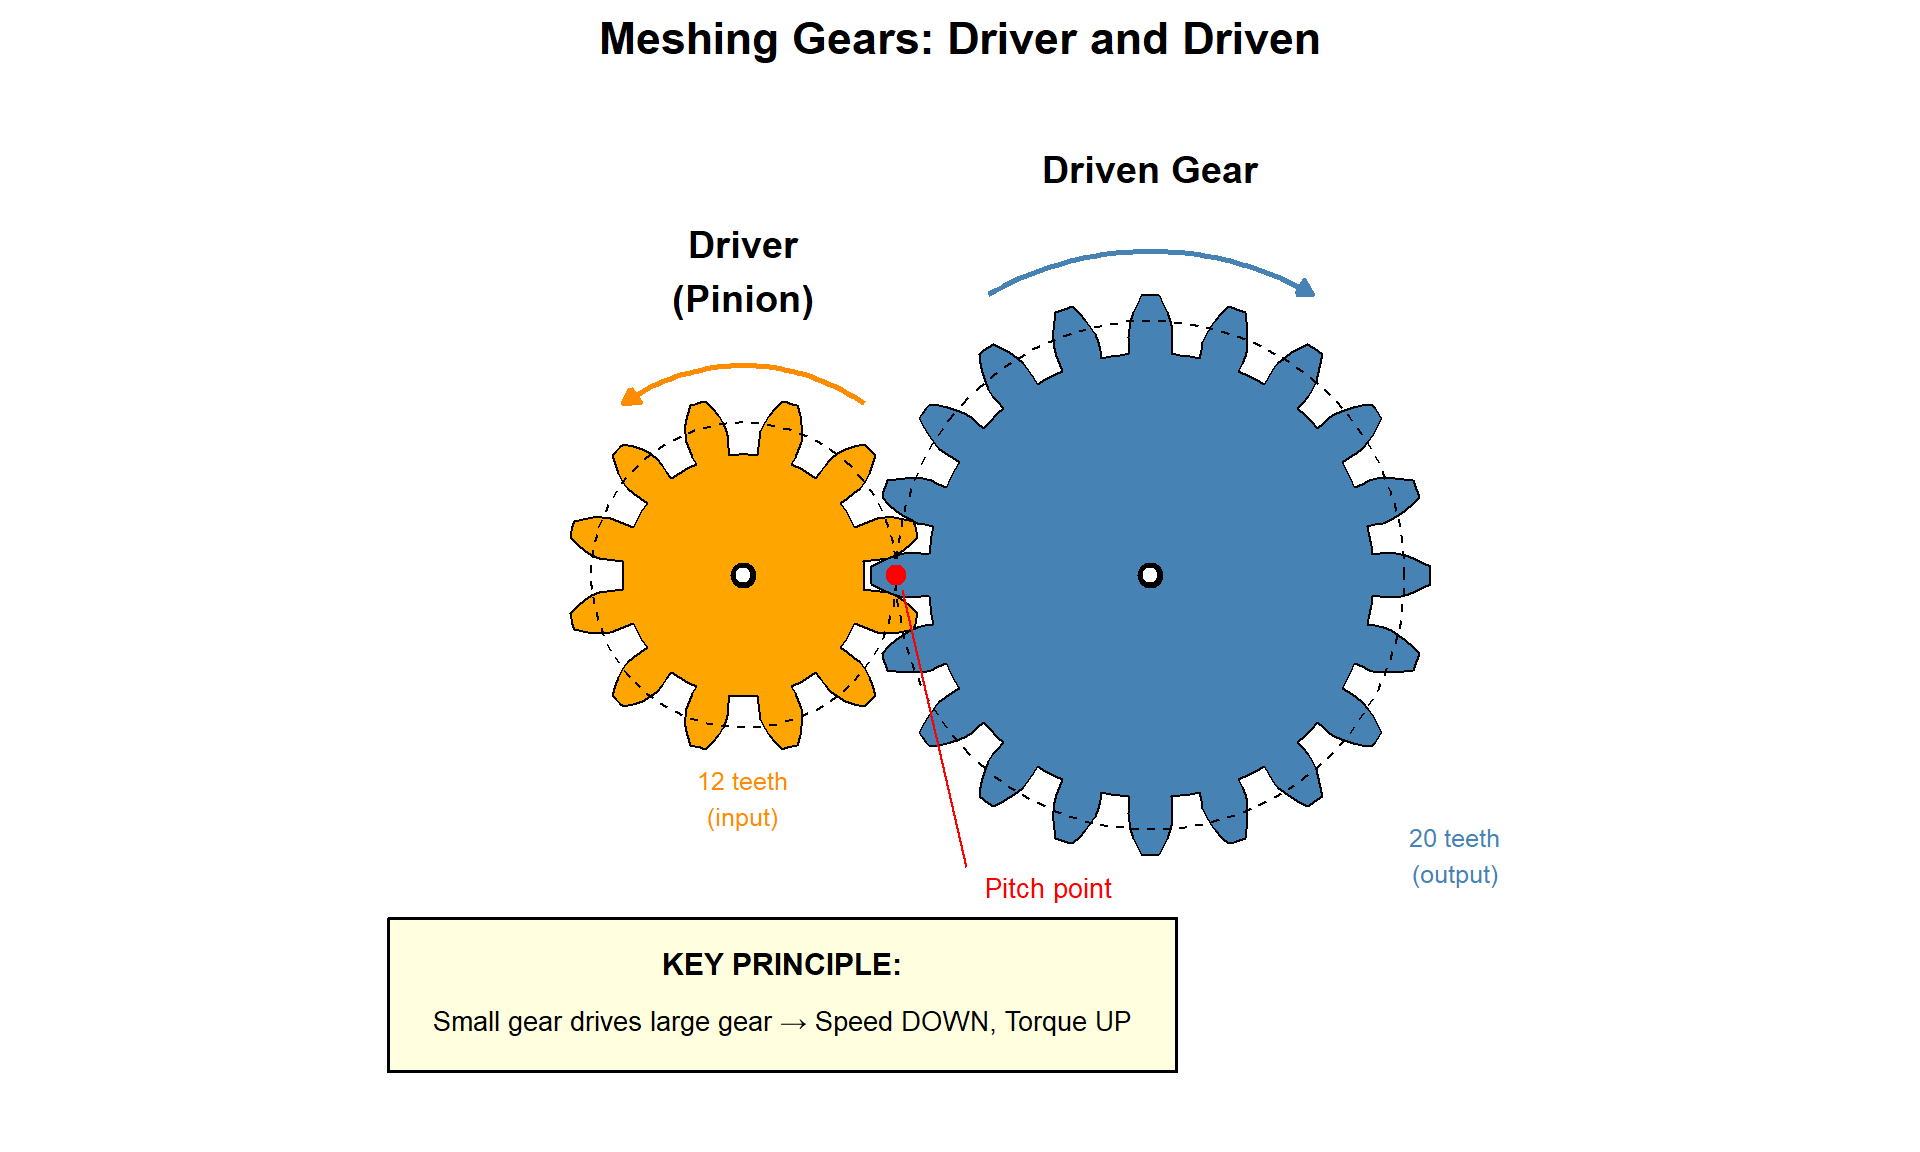 Meshing Gears: Driver and Driven
Driven Gear
Driver
(Pinion)
12 teeth
(input)
20 teeth
(output)
Pitch point
KEY PRINCIPLE:
Small gear drives large gear → Speed DOWN, Torque UP